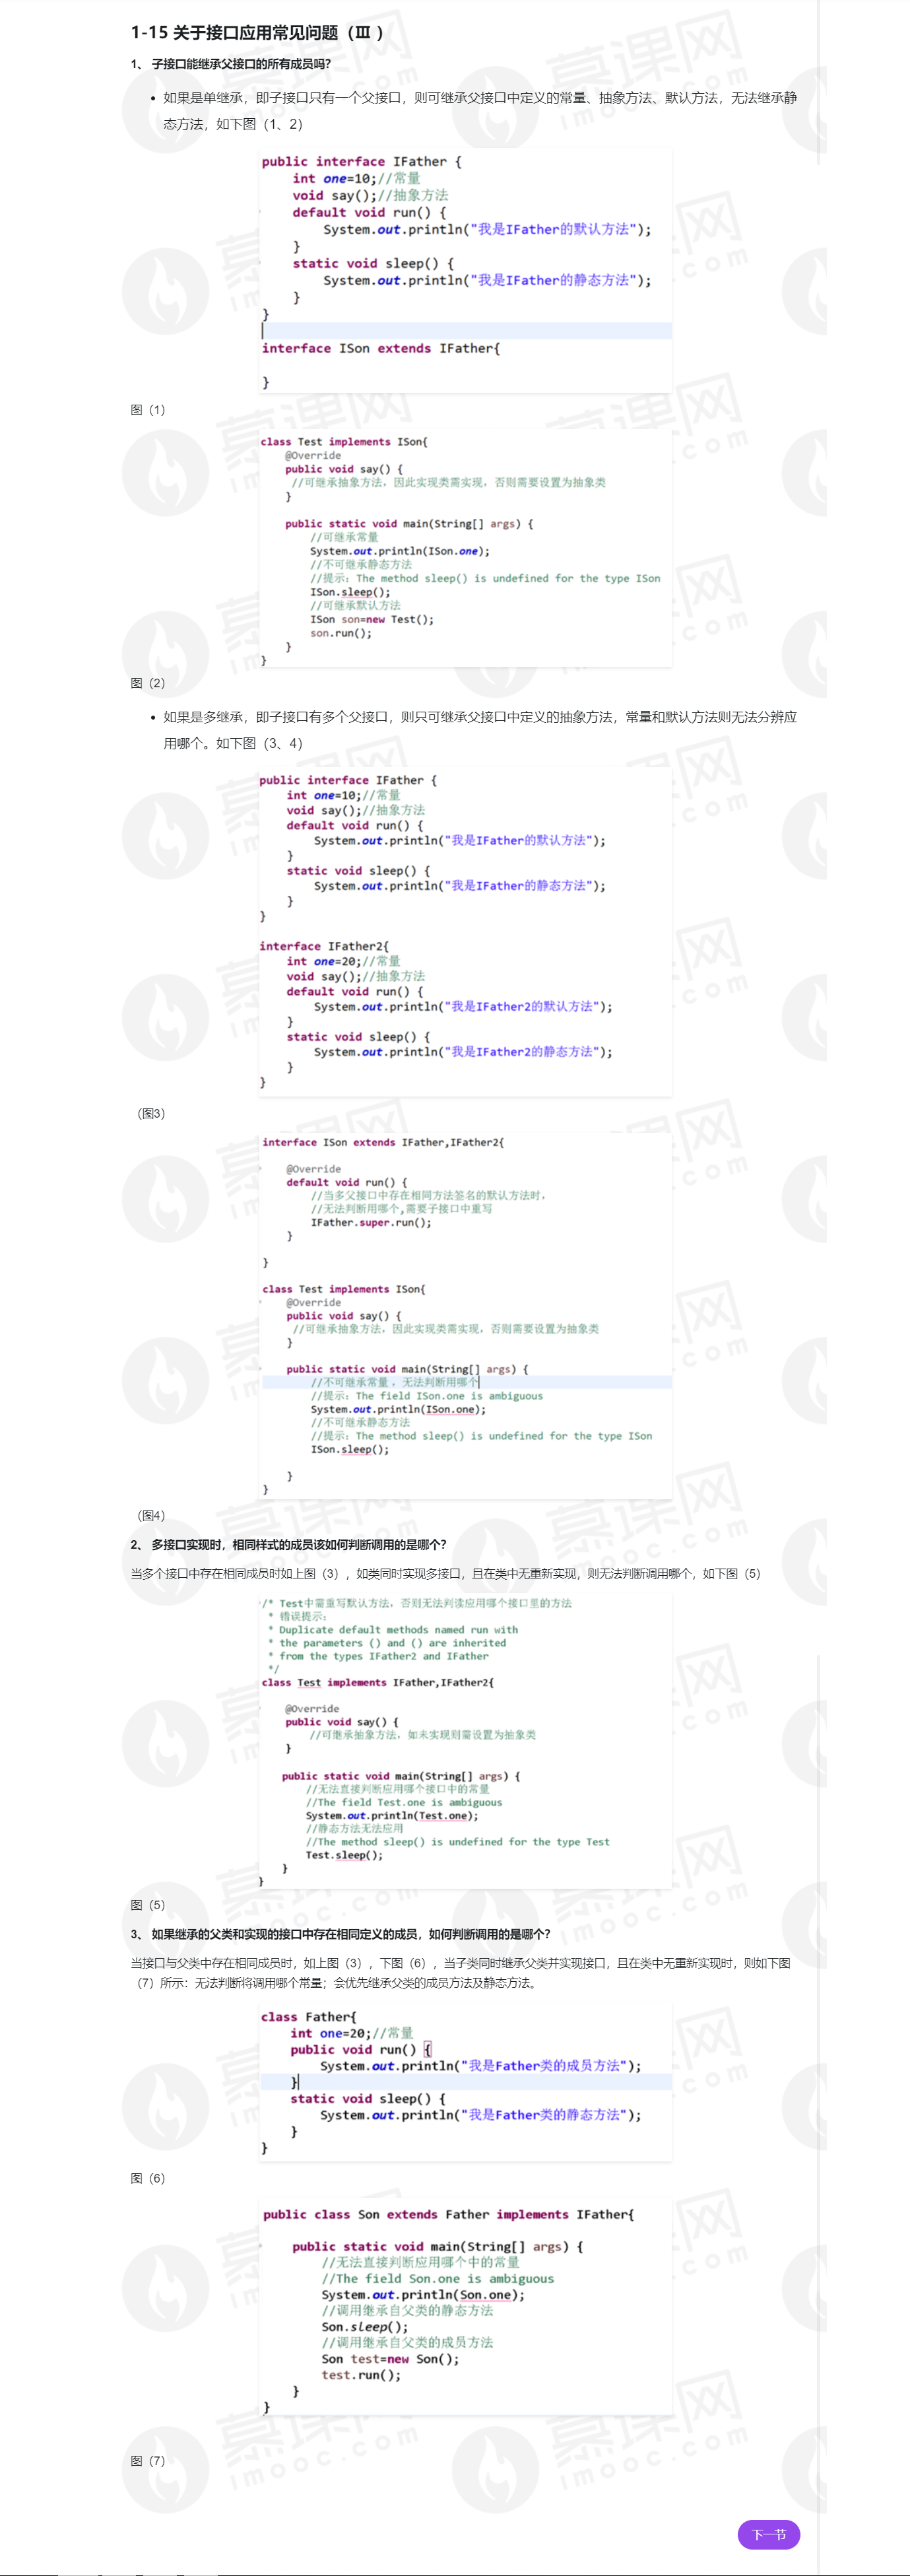 1-15 关于接口应用常见问题（Ⅲ ）
1、 子接口能继承父接口的所有成员吗？
• 如果是单继承，即子接口只有一个父接口，则可继承父接口中定义的常量、抽象方法、默认方法，无法继承静
态方法，如下图（1、2）
public interface IFather {
int one=10;//常量
void say();//抽象方法
default void run() {
System.out.println("我是IFather的默认方法");
}
static void sleep() {
System.out.println("我是IFather的静态方法");
}
}
interface ISon extends IFather{
}
图（1）
class Test implements ISon{
@Override
public void say() {
//可继承抽象方法，因此实现类需实现，否则需要设置为抽象类
}
public static void main(String[] args) {
//可继承常量
System.out.println(ISon.one);
//不可继承静态方法
//提示：The method sleep() is undefined for the type ISon
ISon.sleep();
//可继承默认方法
ISon son=new Test();
son.run();
}
}
图（2）
• 如果是多继承，即子接口有多个父接口，则只可继承父接口中定义的抽象方法，常量和默认方法则无法分辨应
用哪个。如下图（3、4）
public interface IFather {
int one=10;//常量
void say();//抽象方法
default void run() {
System.out.println("我是IFather的默认方法");
}
static void sleep() {
System.out.println("我是IFather的静态方法");
}
}
interface IFather2{
int one=20;//常量
void say();//抽象方法
default void run() {
System.out.println("我是IFather2的默认方法");
}
static void sleep() {
System.out.println("我是IFather2的静态方法");
}
}
（图3）
interface ISon extends IFather,IFather2{
@Override
default void run() {
//当多父接口中存在相同方法签名的默认方法时，
//无法判断用哪个,需要子接口中重写
IFather.super.run();
}
}
class Test implements ISon{
@Override
public void say() {
//可继承抽象方法，因此实现类需实现，否则需要设置为抽象类
}
public static void main(String[] args) {
//不可继承常量，无法判断用哪个
//提示：The field ISon.one is ambiguous
System.out.println(ISon.one);
//不可继承静态方法
//提示：The method sleep() is undefined for the type ISon
ISon.sleep();
}
}
（图4）
2、 多接口实现时，相同样式的成员该如何判断调用的是哪个？
当多个接口中存在相同成员时如上图（3），如类同时实现多接口，且在类中无重新实现，则无法判断调用哪个，如下图（5）
/* Test中需重写默认方法，否则无法判读应用哪个接口里的方法
* 错误提示：
* Duplicate default methods named run with
* the parameters () and () are inherited
* from the types IFather2 and IFather
*/
class Test implements IFather,IFather2{
@Override
public void say() {
//可继承抽象方法，如未实现则需设置为抽象类
}
public static void main(String[] args) {
//无法直接判断应用哪个接口中的常量
//The field Test.one is ambiguous
System.out.println(Test.one);
//静态方法无法应用
//The method sleep() is undefined for the type Test
Test.sleep();
}
}
图（5）
3、 如果继承的父类和实现的接口中存在相同定义的成员，如何判断调用的是哪个？
当接口与父类中存在相同成员时，如上图（3），下图（6），当子类同时继承父类并实现接口，且在类中无重新实现时，则如下图
（7）所示：无法判断将调用哪个常量；会优先继承父类的成员方法及静态方法。
class Father{
int one=20;//常量
public void run() {
System.out.println("我是Father类的成员方法");
}
static void sleep() {
System.out.println("我是Father类的静态方法");
}
}
图（6）
public class Son extends Father implements IFather{
public static void main(String[] args) {
//无法直接判断应用哪个中的常量
//The field Son.one is ambiguous
System.out.println(Son.one);
//调用继承自父类的静态方法
Son.sleep();
//调用继承自父类的成员方法
Son test=new Son();
test.run();
}
}
图（7）
下一节